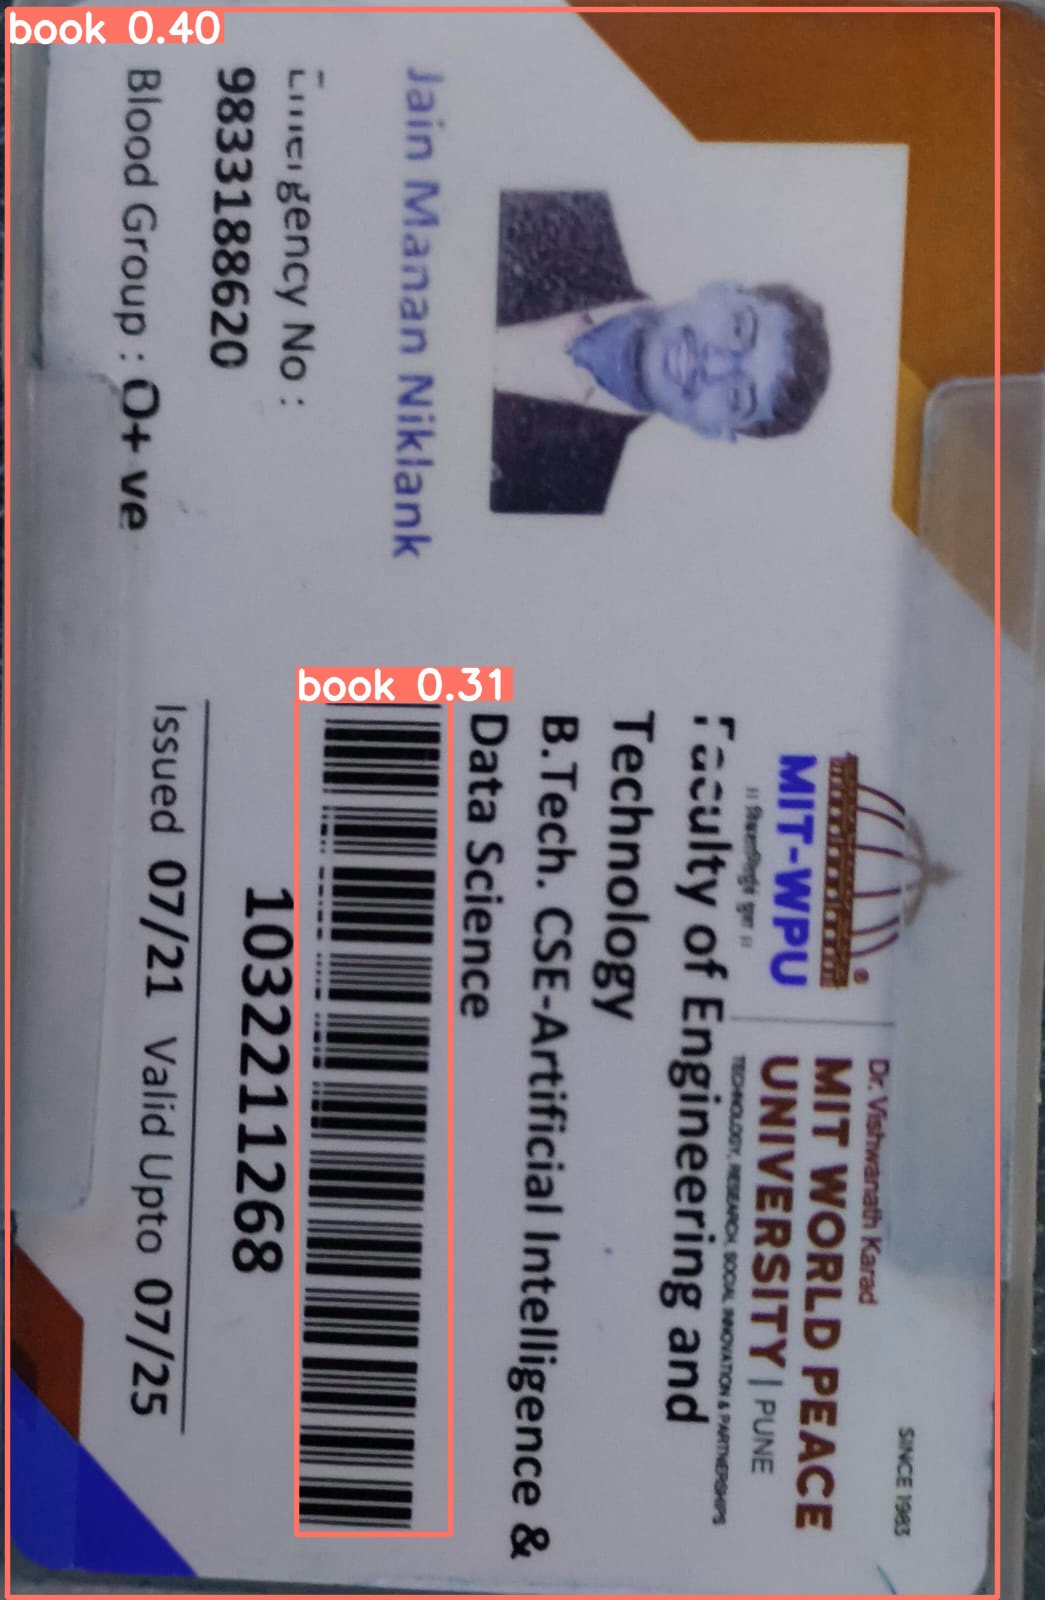 book 0.40
book 0.31
SINCE 1983
Dr. Vishwanath Karad
MIT WORLD PEACE
UNIVERSITY | PUNE
TECHNOLOGY, RESEARCH, SOCIAL INNOVATION & PARTNERSHIPS
MIT-WPU
®
Faculty of Engineering and
Technology
B.Tech. CSE-Artificial Intelligence &
Data Science
1032211268
Issued 07/21 Valid Upto 07/25
Jain Manan Niklank
Emergency No :
9833188620
Blood Group : O+ ve